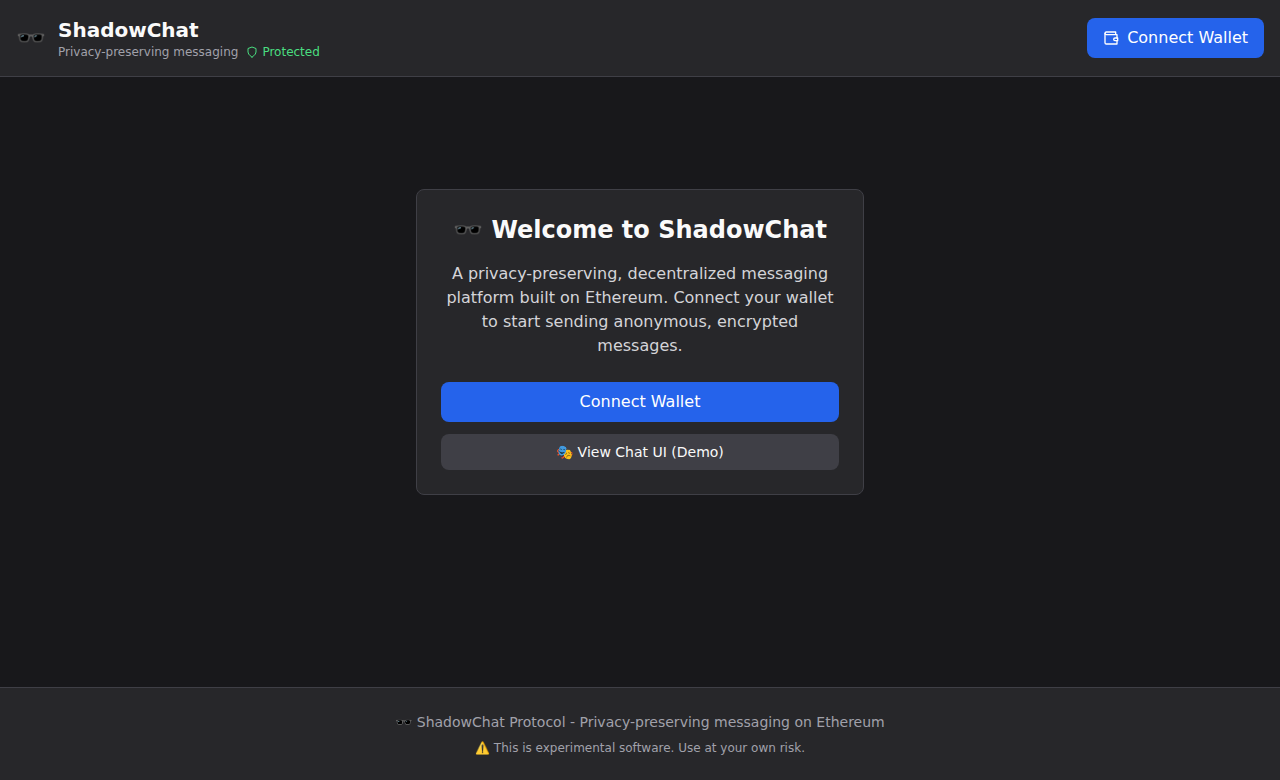 ShadowChat
Privacy-preserving messaging Protected
Connect Wallet
🕶️ Welcome to ShadowChat
A privacy-preserving, decentralized messaging
platform built on Ethereum. Connect your wallet
to start sending anonymous, encrypted
messages.
Connect Wallet
🎭 View Chat UI (Demo)
🕶️ ShadowChat Protocol - Privacy-preserving messaging on Ethereum
⚠️ This is experimental software. Use at your own risk.